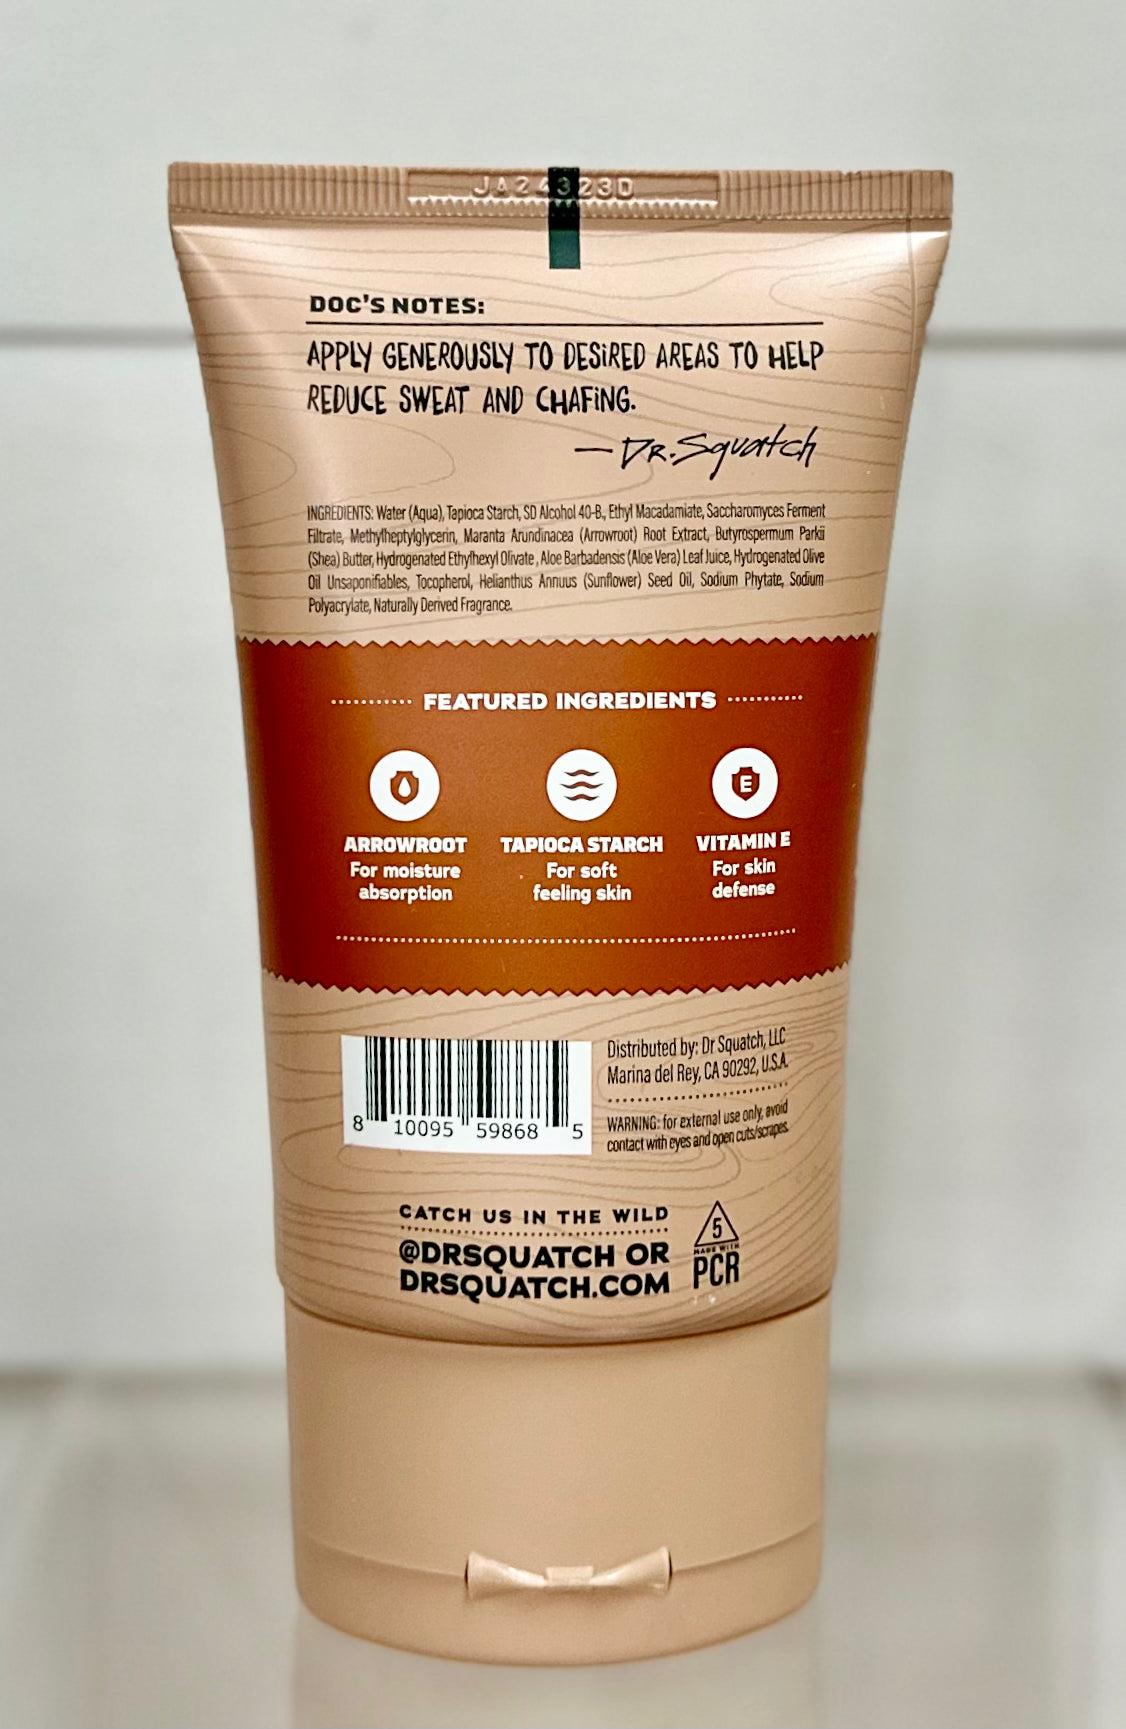 JA24323D
DOC'S NOTES:
APPLY GENEROUSLY TO DESIRED AREAS TO HELP
REDUCE SWEAT AND CHAFING.
— DR. Squatch
INGREDIENTS: Water (Aqua), Tapioca Starch, SD Alcohol 40-B, Ethyl Macadamiate, Saccharomyces Ferment
Filtrate, Methylheptylglycerin, Maranta Arundinacea (Arrowroot) Root Extract, Butyrospermum Parkii
(Shea) Butter, Hydrogenated Ethylhexyl Olivate, Aloe Barbadensis (Aloe Vera) Leaf Juice, Hydrogenated Olive
Oil Unsaponifiables, Tocopherol, Helianthus Annuus (Sunflower) Seed Oil, Sodium Phytate, Sodium
Polyacrylate, Naturally Derived Fragrance.
FEATURED INGREDIENTS
E
ARROWROOT TAPIOCA STARCH VITAMIN E
For moisture For soft For skin
absorption feeling skin defense
Distributed by: Dr Squatch, LLC
Marina del Rey, CA 90292, U.S.A.
WARNING: for external use only, avoid
contact with eyes and open cuts/scrapes.
8 10095 59868 5
CATCH US IN THE WILD
@DRSQUATCH OR
DRSQUATCH.COM
5
MADE WITH
PCR